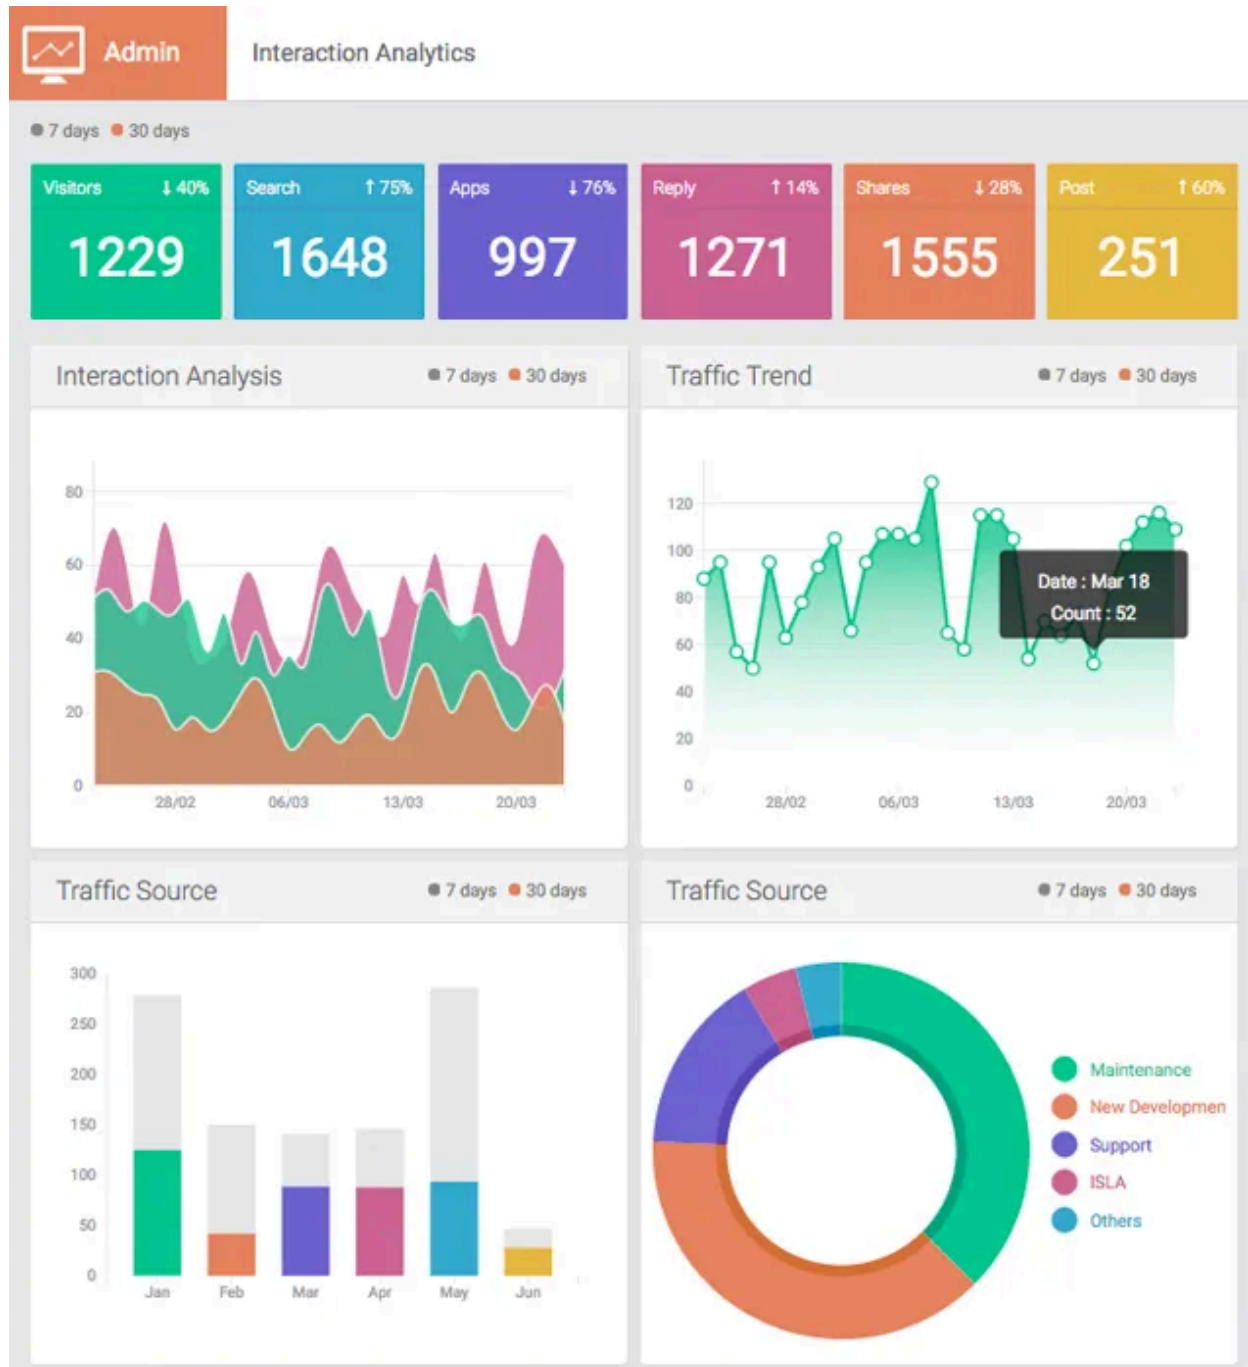 Admin
Interaction Analytics
7 days 30 days
Visitors ↓ 40%
1229
Search ↑ 75%
1648
Apps ↓ 76%
997
Reply ↑ 14%
1271
Shares ↓ 28%
1555
Post ↑ 60%
251
Interaction Analysis
7 days 30 days
80
60
40
20
0
28/02 06/03 13/03 20/03
Traffic Trend
7 days 30 days
120
100
80
60
40
20
0
Date : Mar 18
Count : 52
28/02 06/03 13/03 20/03
Traffic Source
7 days 30 days
300
250
200
150
100
50
0
Jan Feb Mar Apr May Jun
Traffic Source
7 days 30 days
Maintenance
New Developmen
Support
ISLA
Others